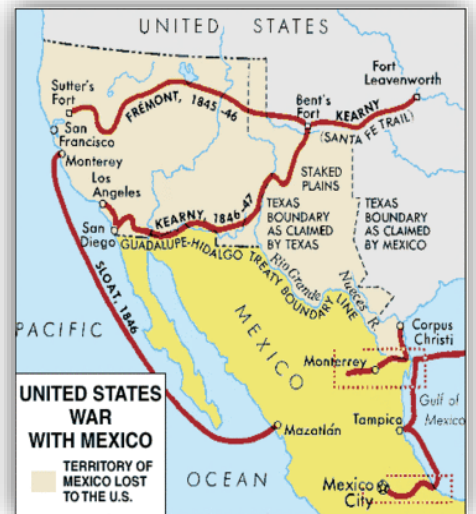 UNITED STATES
Sutter's
Fort
FRÉMONT, 1845-46
Fort
Leavenworth
Bent's
Fort
KEARNY
(SANTA FE TRAIL)
San
Francisco
Monterey
Los
Angeles
STAKED
PLAINS
KEARNY, 1846-47
TEXAS
BOUNDARY
AS CLAIMED
BY TEXAS
TEXAS
BOUNDARY
AS CLAIMED
BY MEXICO
San
Diego
GUADALUPE-HIDALGO TREATY BOUNDARY LINE
Rio Grande
Nueces R.
SLOAT, 1846
Corpus
Christi
PACIFIC
MEXICO
Monterrey
UNITED STATES
WAR
WITH MEXICO
TERRITORY OF
MEXICO LOST
TO THE U.S.
Gulf of
Mexico
Mazatlán
Tampico
OCEAN
Mexico
City